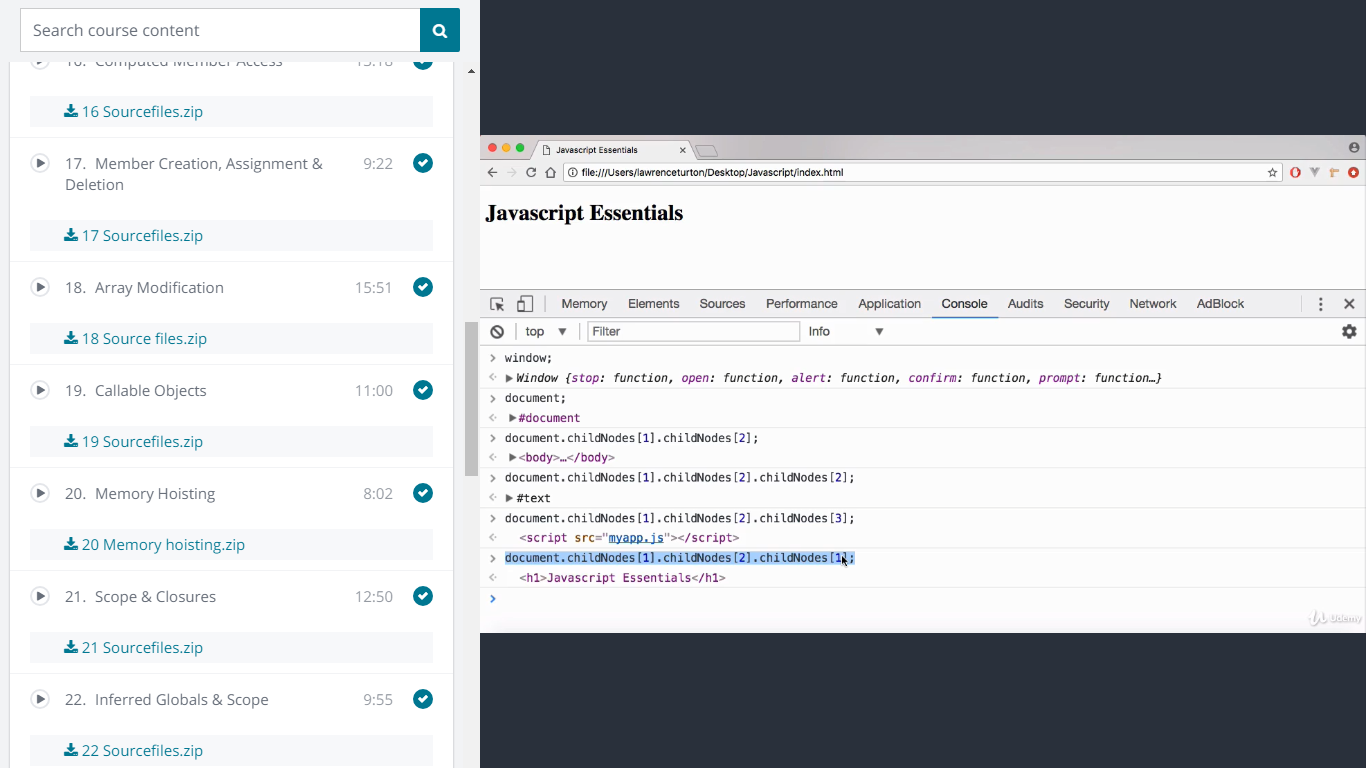 Search course content
16. Computed Member Access 15:18
16 Sourcefiles.zip
17. Member Creation, Assignment & 9:22
Deletion
17 Sourcefiles.zip
18. Array Modification 15:51
18 Source files.zip
19. Callable Objects 11:00
19 Sourcefiles.zip
20. Memory Hoisting 8:02
20 Memory hoisting.zip
21. Scope & Closures 12:50
21 Sourcefiles.zip
22. Inferred Globals & Scope 9:55
22 Sourcefiles.zip
Javascript Essentials
file:///Users/lawrenceturton/Desktop/Javascript/index.html
Javascript Essentials
Memory Elements Sources Performance Application Console Audits Security Network AdBlock
top Filter Info
window;
Window {stop: function, open: function, alert: function, confirm: function, prompt: function…}
document;
#document
document.childNodes[1].childNodes[2];
<body>…</body>
document.childNodes[1].childNodes[2].childNodes[2];
#text
document.childNodes[1].childNodes[2].childNodes[3];
<script src="myapp.js"></script>
document.childNodes[1].childNodes[2].childNodes[1];
<h1>Javascript Essentials</h1>
Udemy